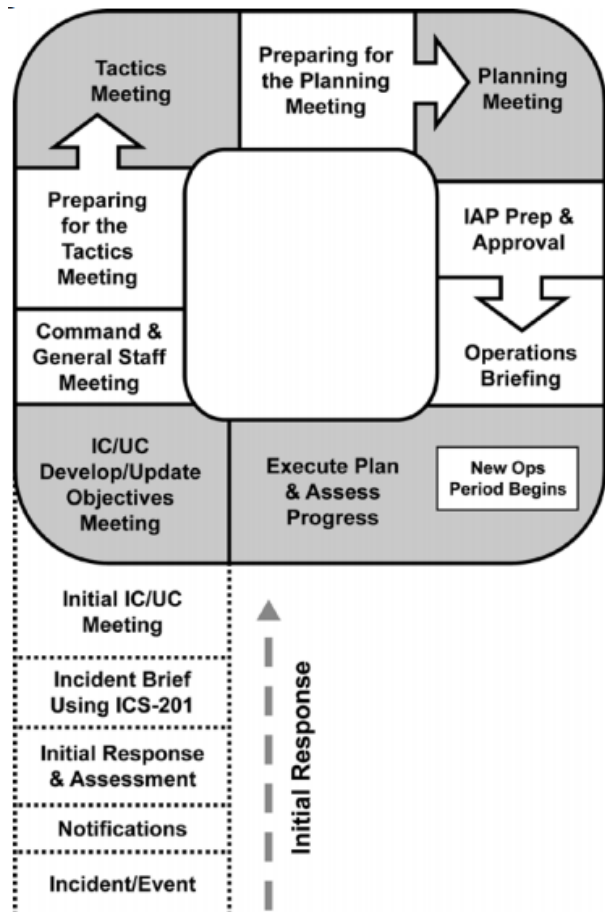 Tactics
Meeting
Preparing for
the Planning
Meeting
Planning
Meeting
Preparing
for the
Tactics
Meeting
IAP Prep &
Approval
Command &
General Staff
Meeting
Operations
Briefing
IC/UC
Develop/Update
Objectives
Meeting
Execute Plan
& Assess
Progress
New Ops
Period Begins
Initial IC/UC
Meeting
Incident Brief
Using ICS-201
Initial Response
& Assessment
Notifications
Incident/Event
Initial Response